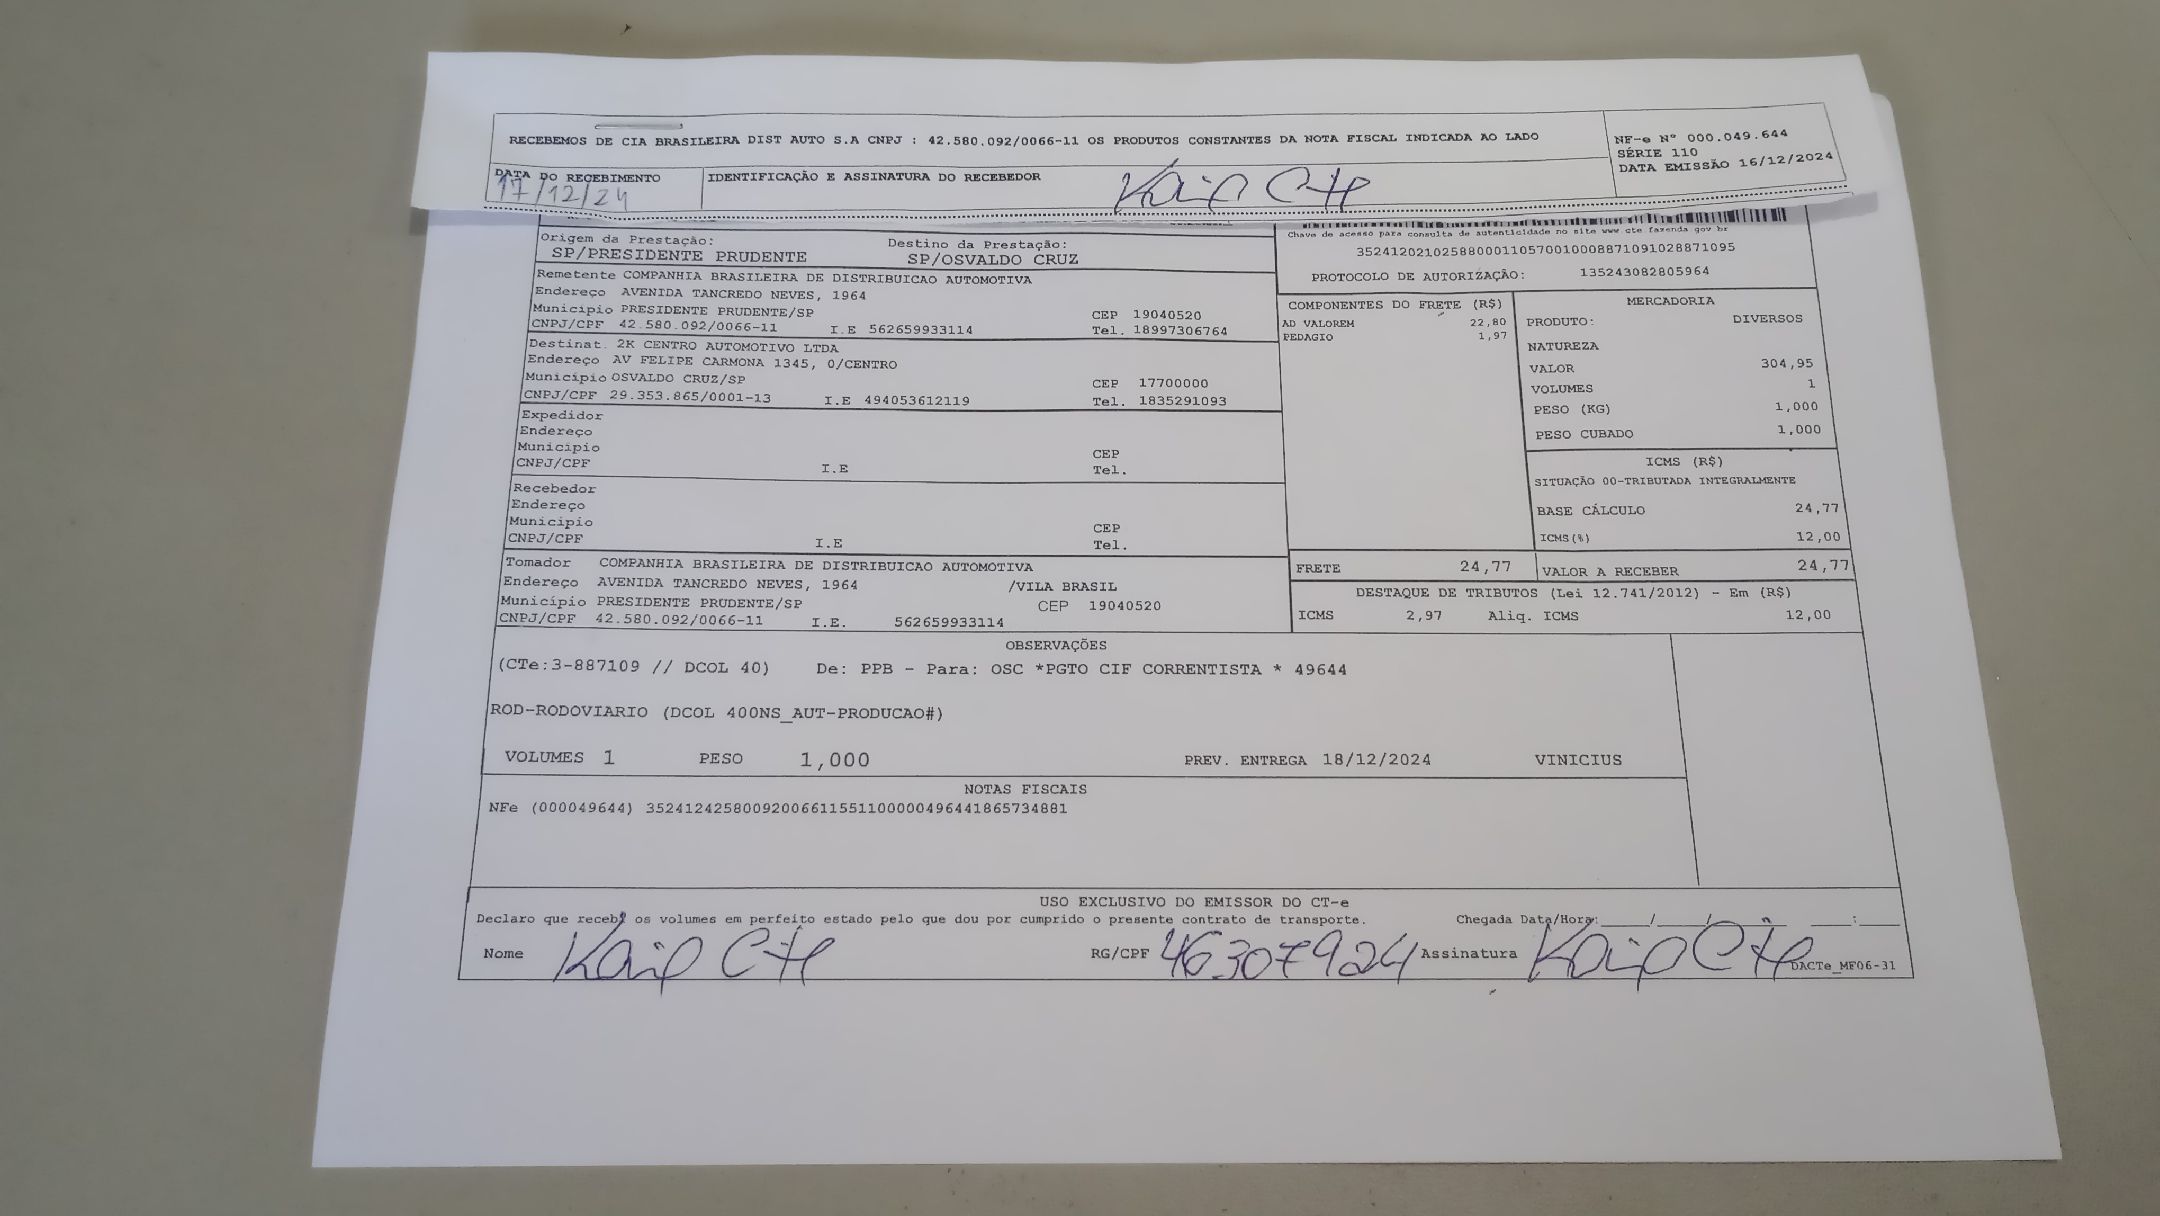 RECEBEMOS DE CIA BRASILEIRA DIST AUTO S.A CNPJ : 42.580.092/0066-11 OS PRODUTOS CONSTANTES DA NOTA FISCAL INDICADA AO LADO
NF-e Nº 000.049.644
SÉRIE 110
DATA EMISSÃO 16/12/2024
DATA DO RECEBIMENTO
17/12/24
IDENTIFICAÇÃO E ASSINATURA DO RECEBEDOR
Chave de acesso para consulta de autenticidade no site www cte fazenda gov br
35241202102588000110570010008871091028871095
PROTOCOLO DE AUTORIZAÇÃO: 135243082805964
Origem da Prestação: Destino da Prestação:
SP/PRESIDENTE PRUDENTE SP/OSVALDO CRUZ
Remetente COMPANHIA BRASILEIRA DE DISTRIBUICAO AUTOMOTIVA
Endereço AVENIDA TANCREDO NEVES, 1964
Município PRESIDENTE PRUDENTE/SP CEP 19040520
CNPJ/CPF 42.580.092/0066-11 I.E 562659933114 Tel. 18997306764
Destinat. 2K CENTRO AUTOMOTIVO LTDA
Endereço AV FELIPE CARMONA 1345, 0/CENTRO
Município OSVALDO CRUZ/SP CEP 17700000
CNPJ/CPF 29.353.865/0001-13 I.E 494053612119 Tel. 1835291093
Expedidor
Endereço
Município CEP
CNPJ/CPF I.E Tel.
Recebedor
Endereço
Município CEP
CNPJ/CPF I.E Tel.
Tomador COMPANHIA BRASILEIRA DE DISTRIBUICAO AUTOMOTIVA
Endereço AVENIDA TANCREDO NEVES, 1964 /VILA BRASIL
Município PRESIDENTE PRUDENTE/SP CEP 19040520
CNPJ/CPF 42.580.092/0066-11 I.E. 562659933114
COMPONENTES DO FRETE (R$)
AD VALOREM 22,80
PEDAGIO 1,97
MERCADORIA
PRODUTO: DIVERSOS
NATUREZA
VALOR 304,95
VOLUMES 1
PESO (KG) 1,000
PESO CUBADO 1,000
ICMS (R$)
SITUAÇÃO 00-TRIBUTADA INTEGRALMENTE
BASE CÁLCULO 24,77
ICMS(%) 12,00
FRETE 24,77 VALOR A RECEBER 24,77
DESTAQUE DE TRIBUTOS (Lei 12.741/2012) - Em (R$)
ICMS 2,97 Aliq. ICMS 12,00
OBSERVAÇÕES
(CTe:3-887109 // DCOL 40) De: PPB - Para: OSC *PGTO CIF CORRENTISTA * 49644
ROD-RODOVIARIO (DCOL 400NS_AUT-PRODUCAO#)
VOLUMES 1 PESO 1,000 PREV. ENTREGA 18/12/2024 VINICIUS
NOTAS FISCAIS
NFe (000049644) 35241242580092006611551100000496441865734881
USO EXCLUSIVO DO EMISSOR DO CT-e
Declaro que recebi os volumes em perfeito estado pelo que dou por cumprido o presente contrato de transporte. Chegada Data/Hora: / / :
Nome RG/CPF 463079424 Assinatura
DACTe_MF06-31